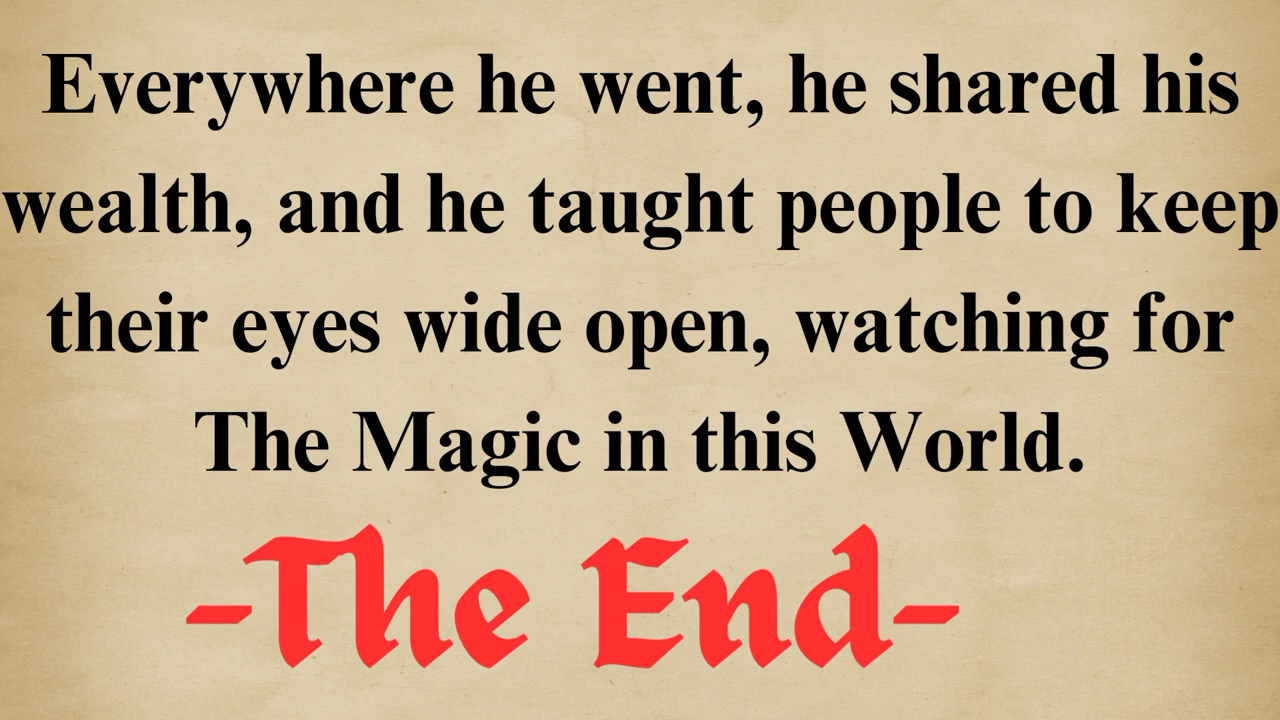 Everywhere he went, he shared his
wealth, and he taught people to keep
their eyes wide open, watching for
The Magic in this World.
-The End-